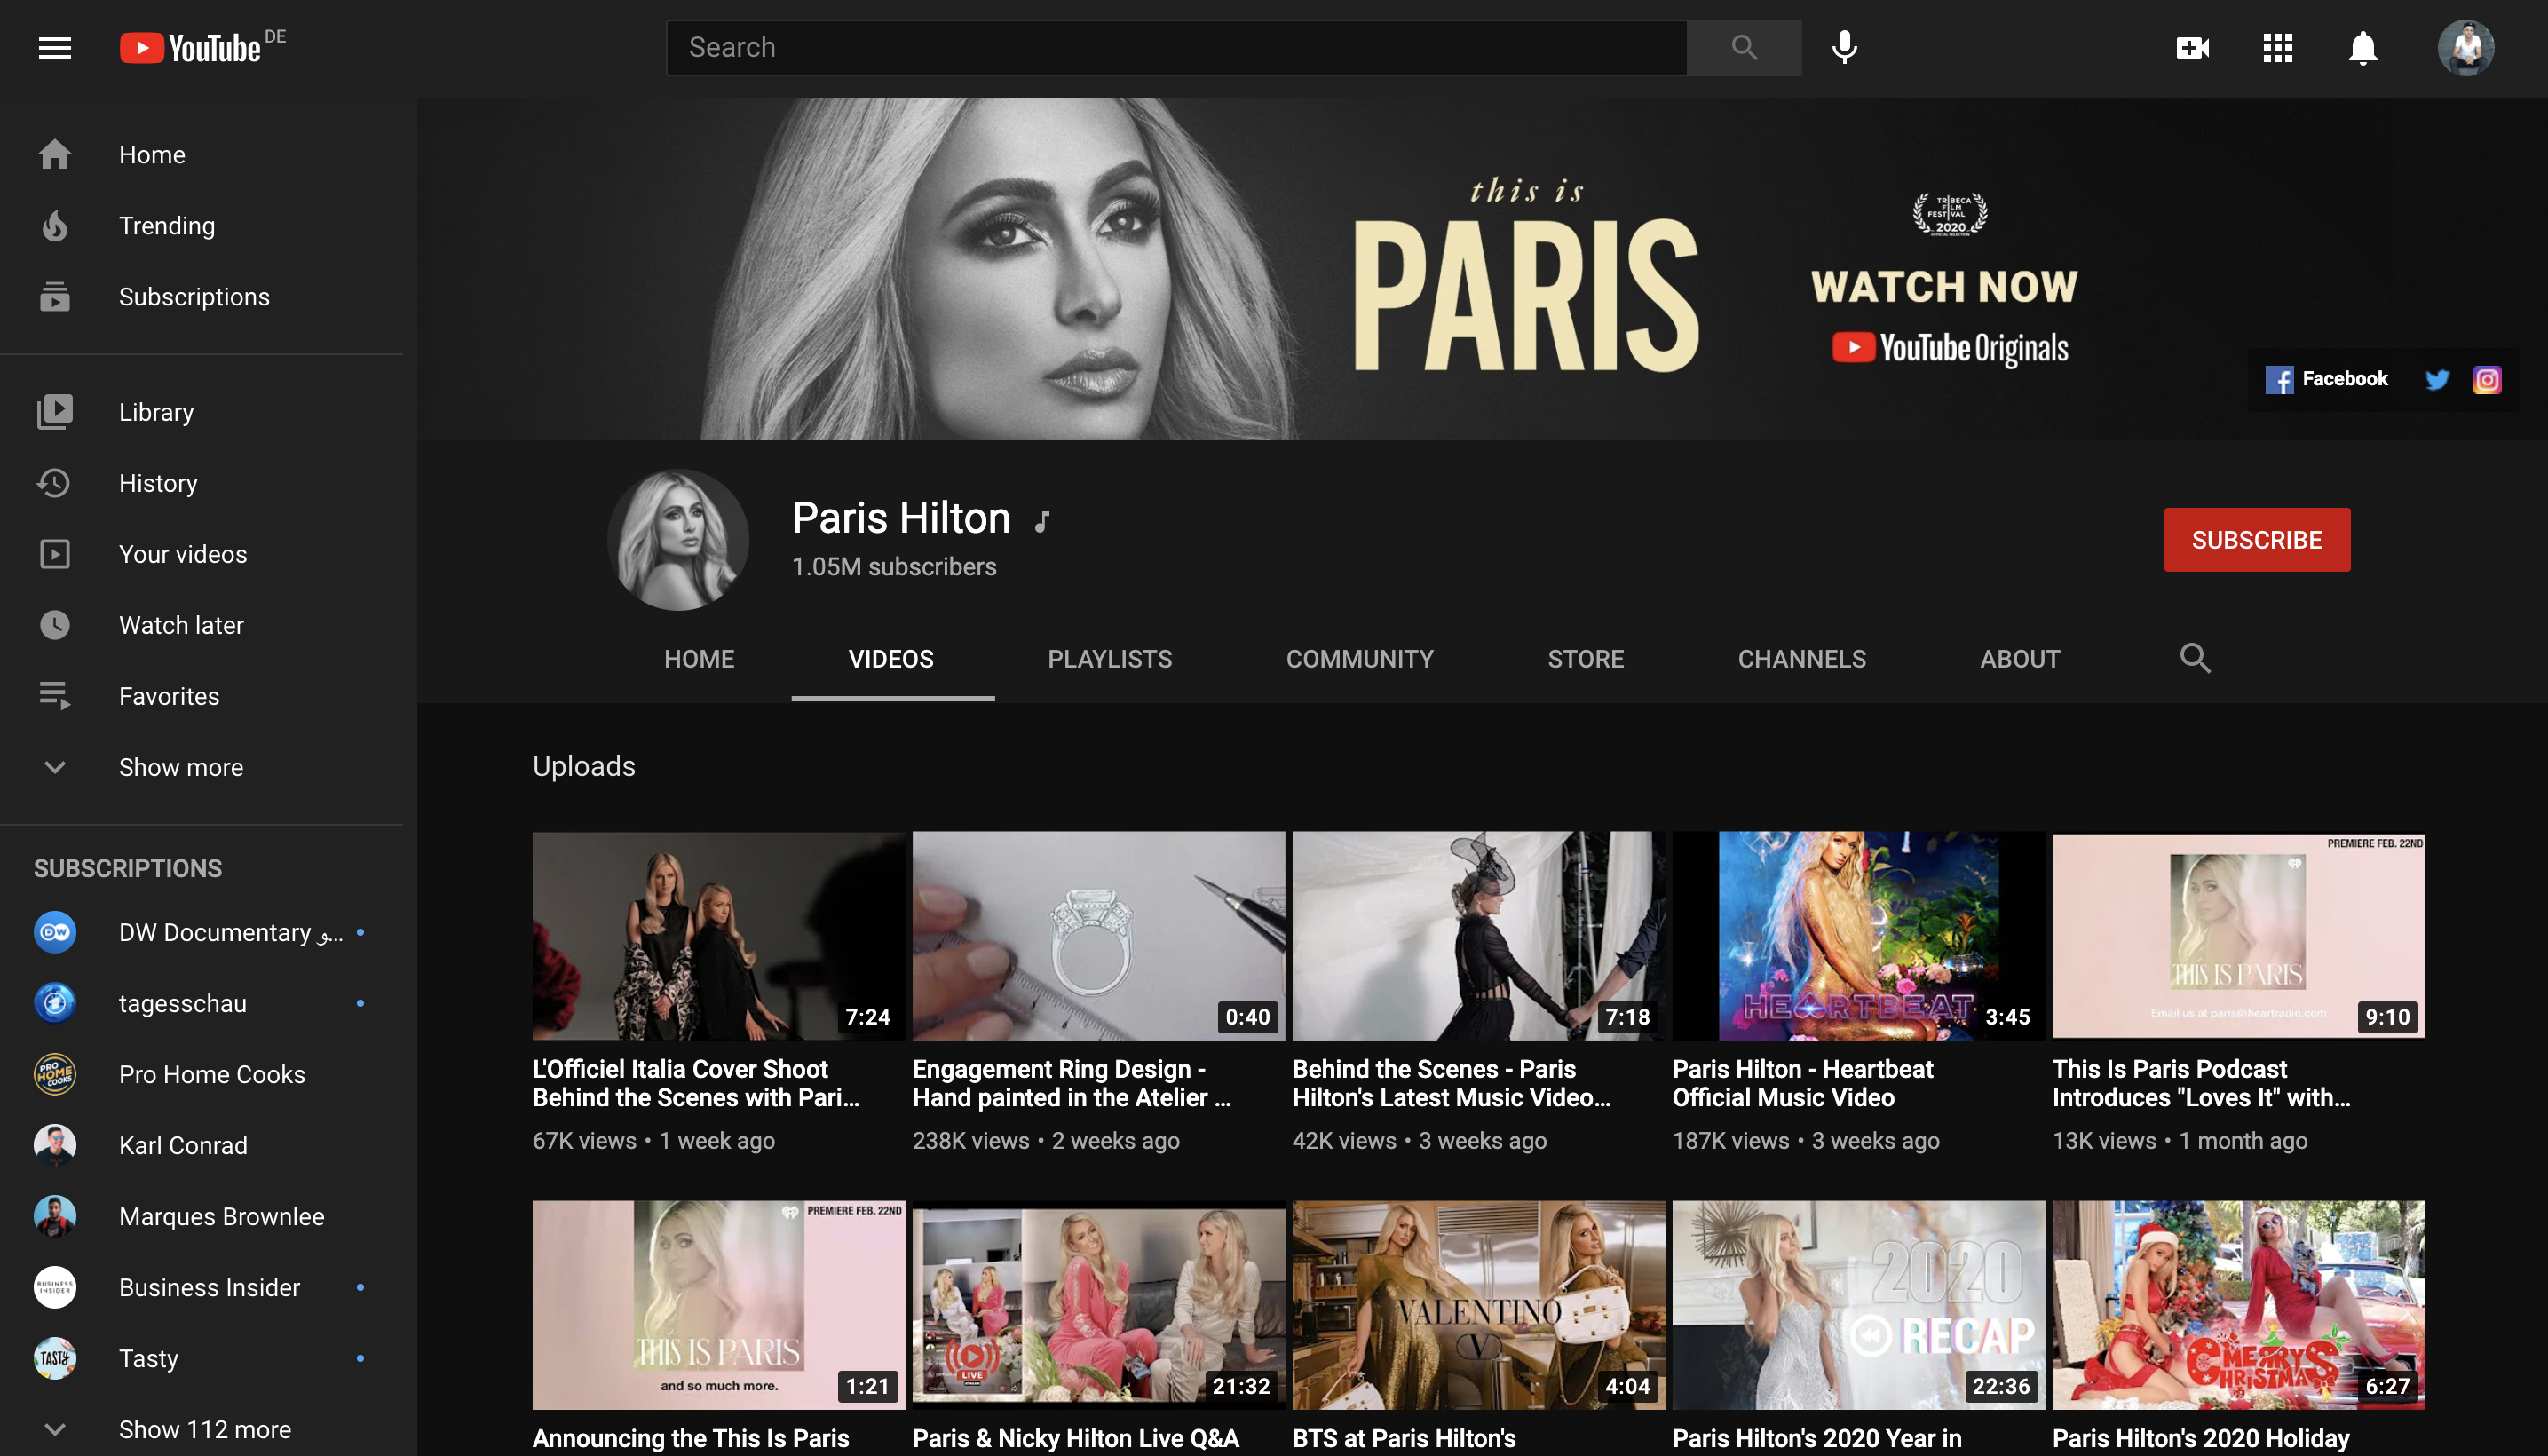 YouTube DE
Search
Home
Trending
Subscriptions
Library
History
Your videos
Watch later
Favorites
Show more
SUBSCRIPTIONS
DW Documentary وـ...
tagesschau
Pro Home Cooks
Karl Conrad
Marques Brownlee
BUSINESS
INSIDER
Business Insider
TASTY
Tasty
Show 112 more
this is
PARIS
TRIBECA
FILM
FESTIVAL
2020
WATCH NOW
YouTube Originals
Facebook
Paris Hilton
1.05M subscribers
SUBSCRIBE
HOME
VIDEOS
PLAYLISTS
COMMUNITY
STORE
CHANNELS
ABOUT
Uploads
7:24
L'Officiel Italia Cover Shoot
Behind the Scenes with Pari...
67K views • 1 week ago
0:40
Engagement Ring Design -
Hand painted in the Atelier ...
238K views • 2 weeks ago
7:18
Behind the Scenes - Paris
Hilton's Latest Music Video...
42K views • 3 weeks ago
HEARTBEAT
3:45
Paris Hilton - Heartbeat
Official Music Video
187K views • 3 weeks ago
PREMIERE FEB. 22ND
THIS IS PARIS
Email us at paris@iheartradio.com
9:10
This Is Paris Podcast
Introduces "Loves It" with...
13K views • 1 month ago
PREMIERE FEB. 22ND
THIS IS PARIS
and so much more.
1:21
Announcing the This Is Paris
LIVE
21:32
Paris & Nicky Hilton Live Q&A
VALENTINO
4:04
BTS at Paris Hilton's
2020
RECAP
22:36
Paris Hilton's 2020 Year in
MERRY
CHRISTMAS
6:27
Paris Hilton's 2020 Holiday